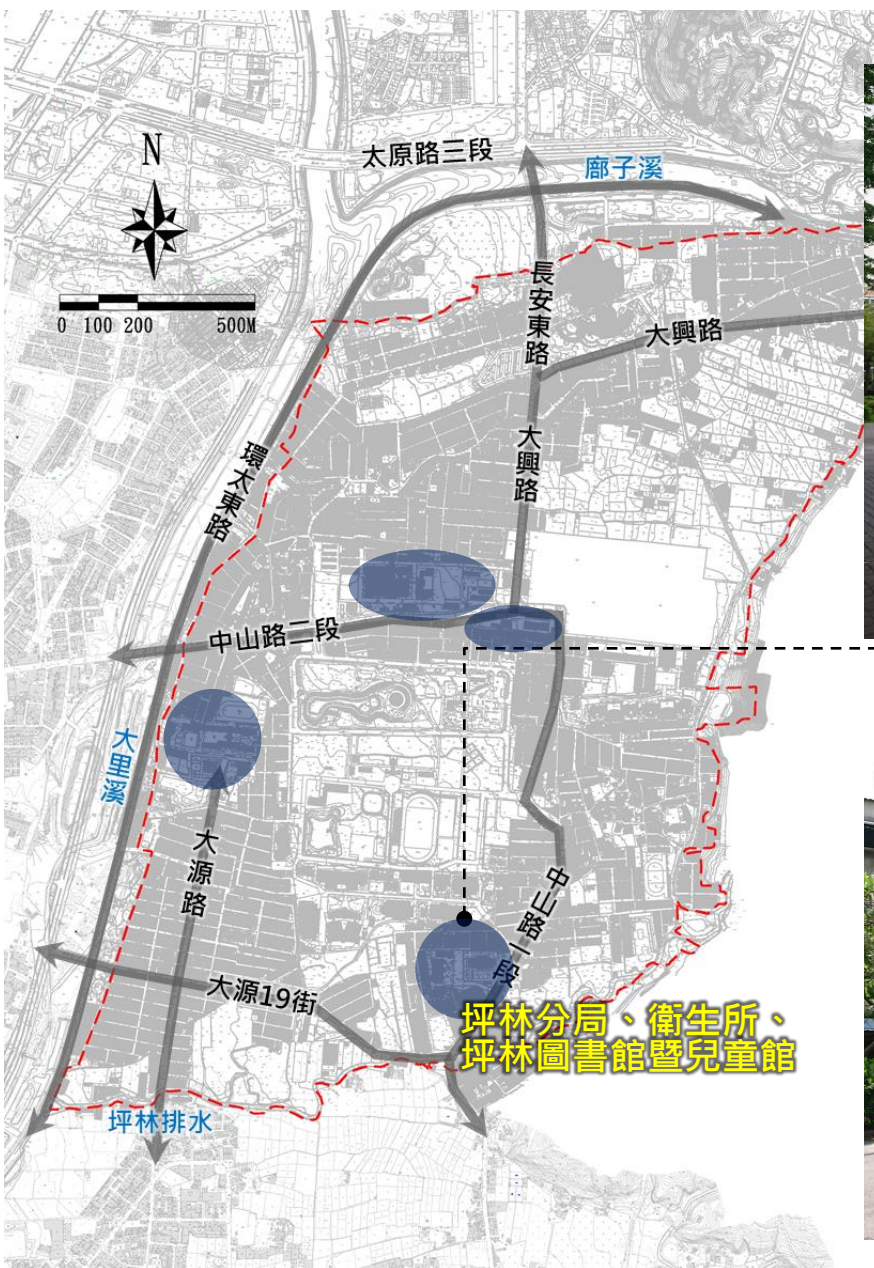 太原路三段
廍子溪
N
0 100 200 500M
長安東路
大興路
大興路
環太東路
中山路二段
大里溪
大源路
中山路一段
大源19街
坪林分局、衛生所、
坪林圖書館暨兒童館
坪林排水